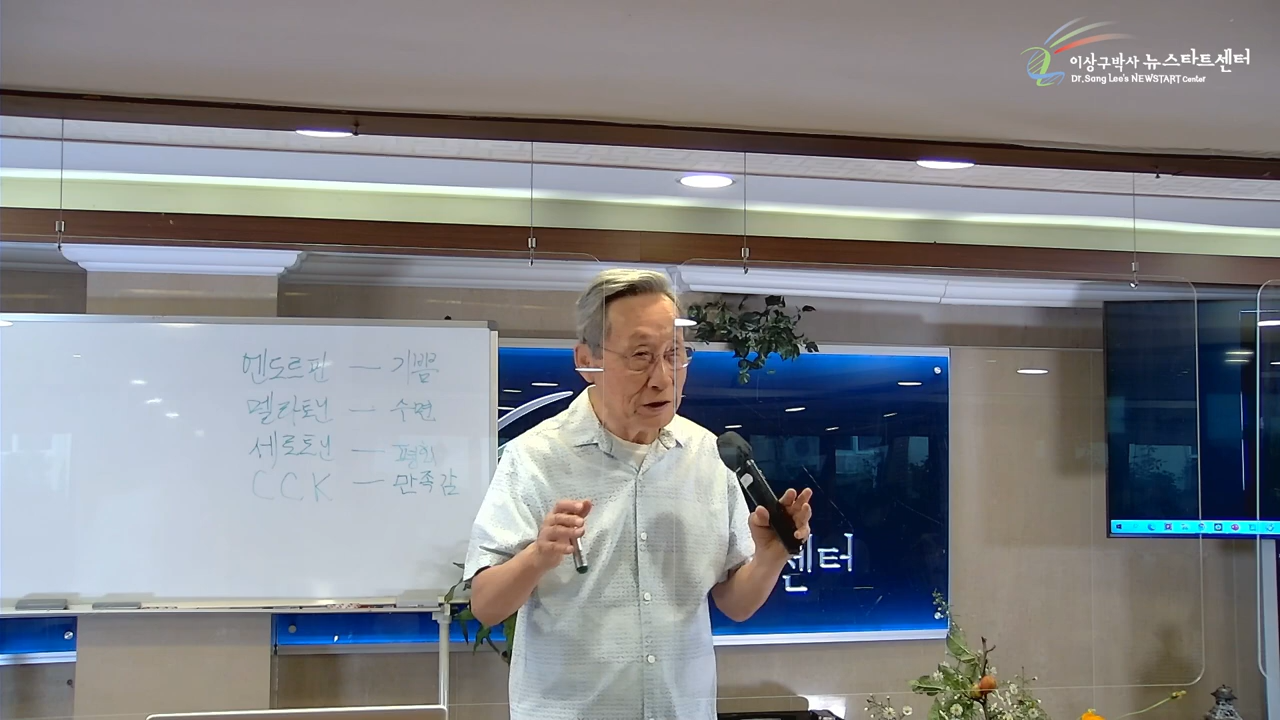 이상구박사 뉴스타트센터
Dr. Sang Lee's NEWSTART Center
엔도르핀 — 기쁨
멜라토닌 — 수면
세로토닌 — 평화
CCK — 만족감
센터